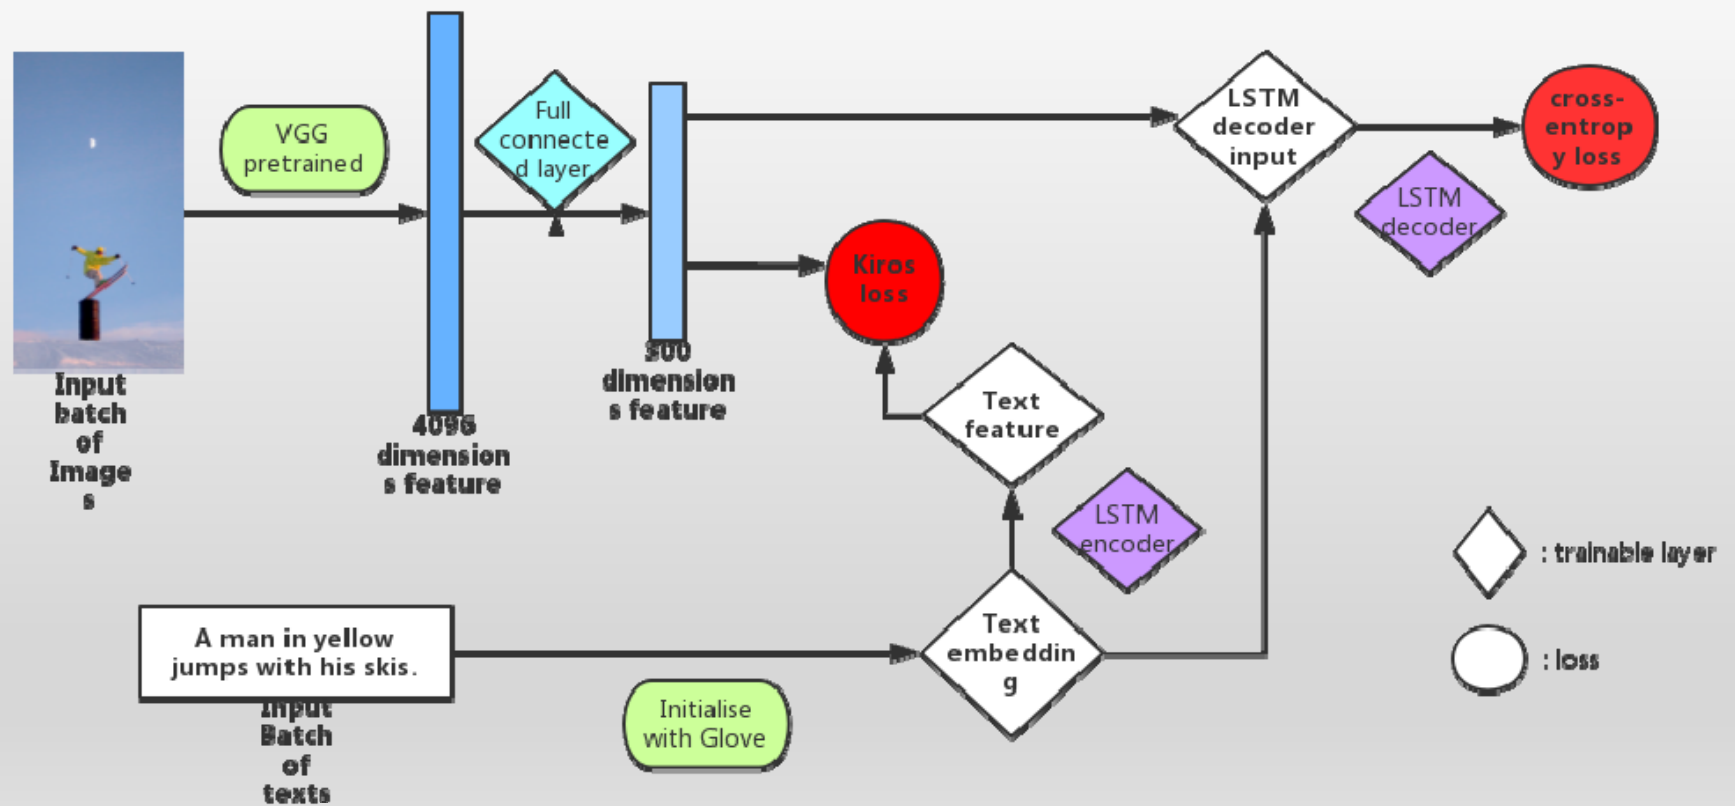 VGG
pretrained
Full
connecte
d layer
LSTM
decoder
input
cross-
entrop
y loss
LSTM
decoder
Kiros
loss
Input
batch
of
Image
s
4096
dimension
s feature
300
dimension
s feature
Text
feature
LSTM
encoder
: trainable layer
A man in yellow
jumps with his skis.
Input
Batch
of
texts
Initialise
with Glove
Text
embeddin
g
: loss